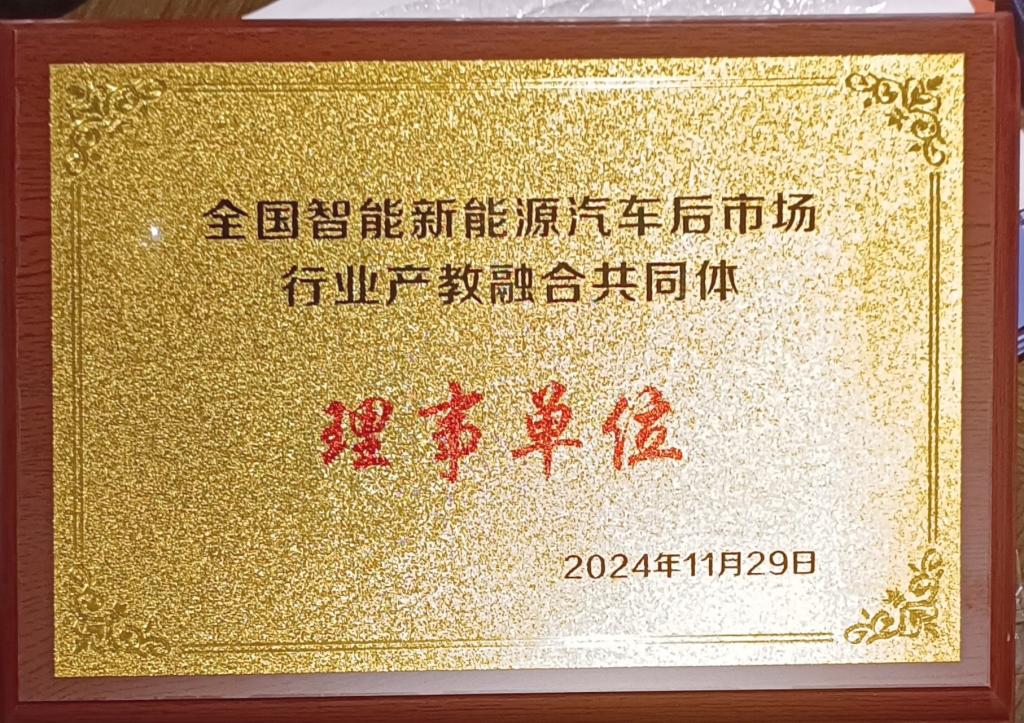 全国智能新能源汽车后市场
行业产教融合共同体
理事单位
2024年11月29日